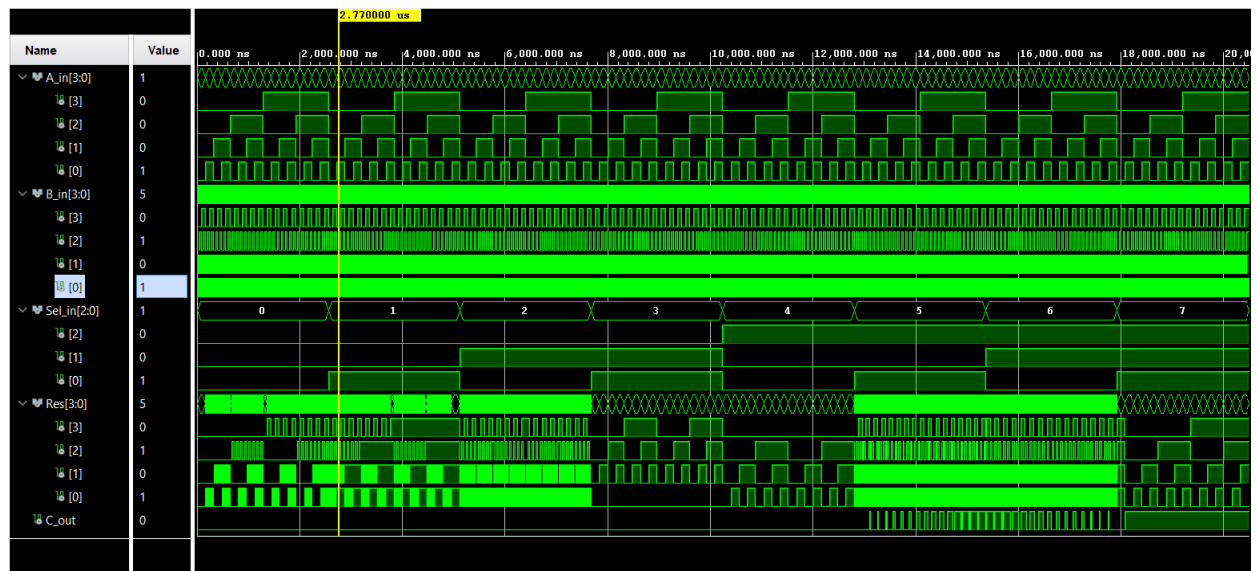 2.770000 us
Name Value
0.000 ns 2,000.000 ns 4,000.000 ns 6,000.000 ns 8,000.000 ns 10,000.000 ns 12,000.000 ns 14,000.000 ns 16,000.000 ns 18,000.000 ns 20,0
A_in[3:0] 1
[3] 0
[2] 0
[1] 0
[0] 1
B_in[3:0] 5
[3] 0
[2] 1
[1] 0
[0] 1
Sel_in[2:0] 1 0 1 2 3 4 5 6 7
[2] 0
[1] 0
[0] 1
Res[3:0] 5
[3] 0
[2] 1
[1] 0
[0] 1
C_out 0